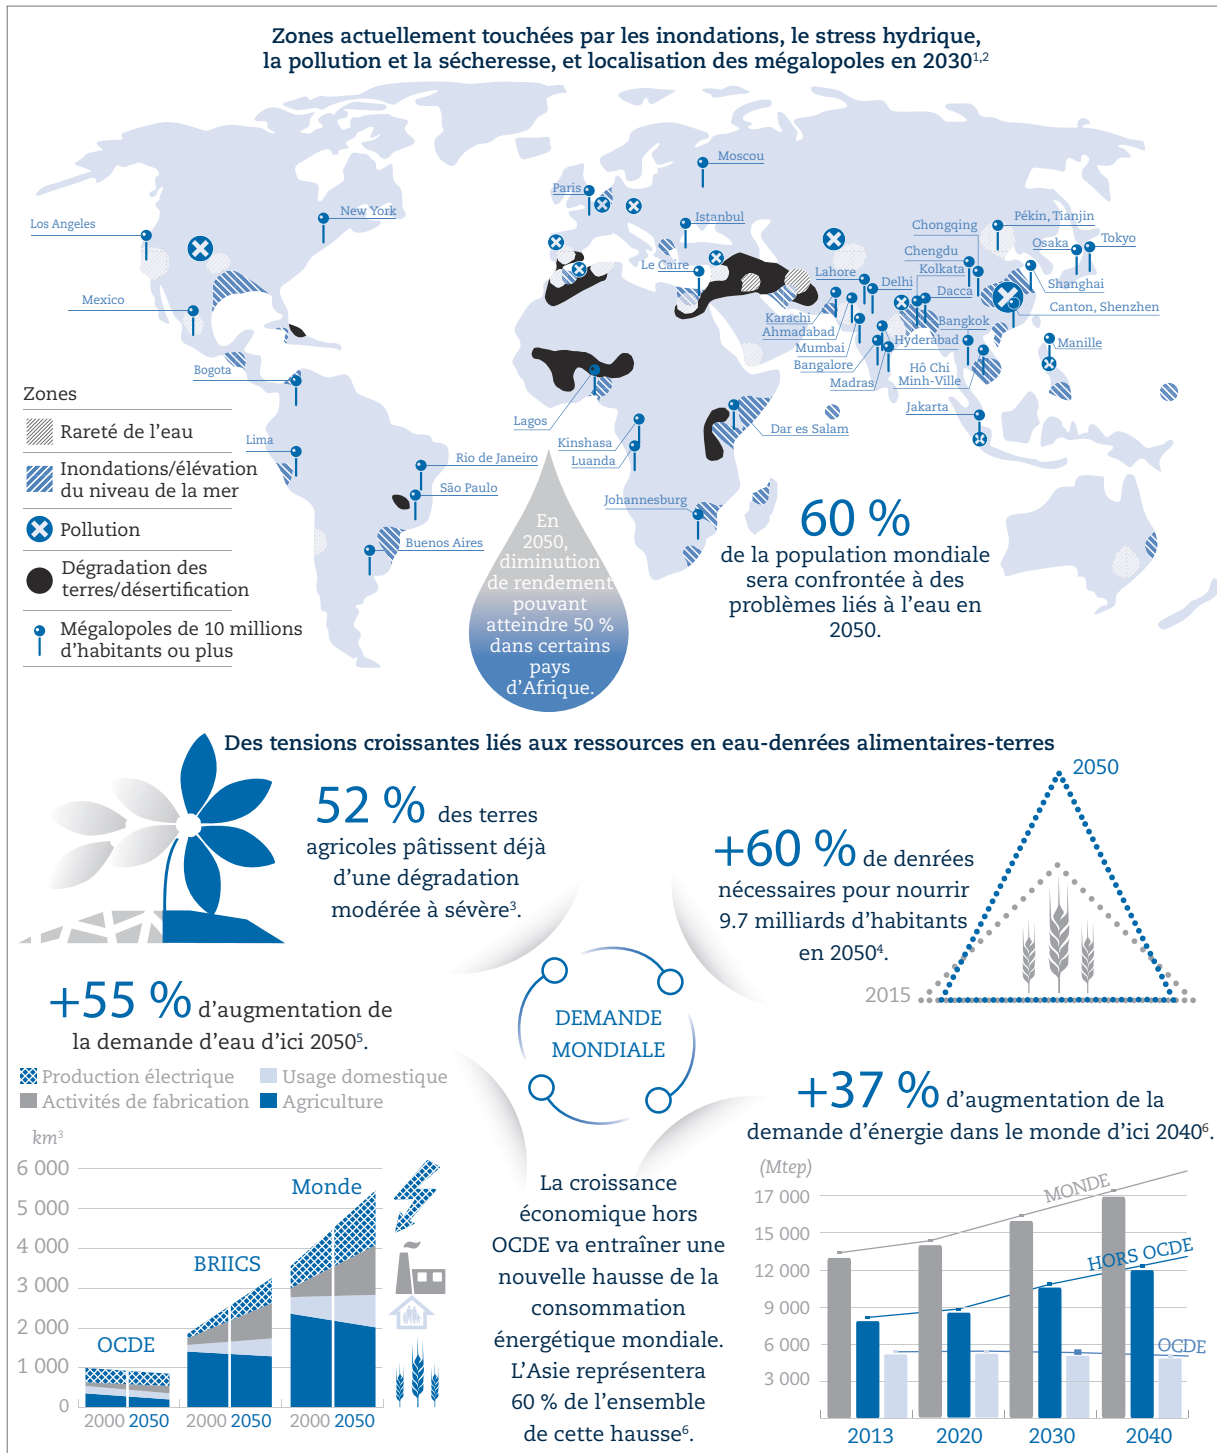 Zones actuellement touchées par les inondations, le stress hydrique,
la pollution et la sécheresse, et localisation des mégalopoles en 2030¹,²
Moscou
Paris
New York
Los Angeles
Istanbul
Chongqing
Pékin, Tianjin
Osaka
Tokyo
Chengdu
Le Caire
Lahore
Kolkata
Delhi
Shanghai
Mexico
Dacca
Canton, Shenzhen
Karachi
Bangkok
Ahmadabad
Hyderabad
Manille
Mumbai
Bangalore
Bogota
Hô Chi
Minh-Ville
Madras
Jakarta
Lagos
Dar es Salam
Kinshasa
Lima
Luanda
Rio de Janeiro
São Paulo
Johannesburg
Buenos Aires
Zones
Rareté de l'eau
Inondations/élévation
du niveau de la mer
Pollution
Dégradation des
terres/désertification
Mégalopoles de 10 millions
d'habitants ou plus
En
2050,
diminution
de rendement
pouvant
atteindre 50 %
dans certains
pays
d'Afrique.
60 %
de la population mondiale
sera confrontée à des
problèmes liés à l'eau en
2050.
Des tensions croissantes liés aux ressources en eau-denrées alimentaires-terres
52 % des terres
agricoles pâtissent déjà
d'une dégradation
modérée à sévère³.
2050
+60 % de denrées
nécessaires pour nourrir
9.7 milliards d'habitants
en 2050⁴.
2015
DEMANDE
MONDIALE
+55 % d'augmentation de
la demande d'eau d'ici 2050⁵.
Production électrique
Usage domestique
Activités de fabrication
Agriculture
km³
6 000
5 000
4 000
3 000
2 000
1 000
0
OCDE
BRIICS
Monde
2000 2050
2000 2050
2000 2050
La croissance
économique hors
OCDE va entraîner une
nouvelle hausse de la
consommation
énergétique mondiale.
L'Asie représentera
60 % de l'ensemble
de cette hausse⁶.
+37 % d'augmentation de la
demande d'énergie dans le monde d'ici 2040⁶.
(Mtep)
17 000
15 000
12 000
9 000
6 000
3 000
MONDE
HORS OCDE
OCDE
2013
2020
2030
2040